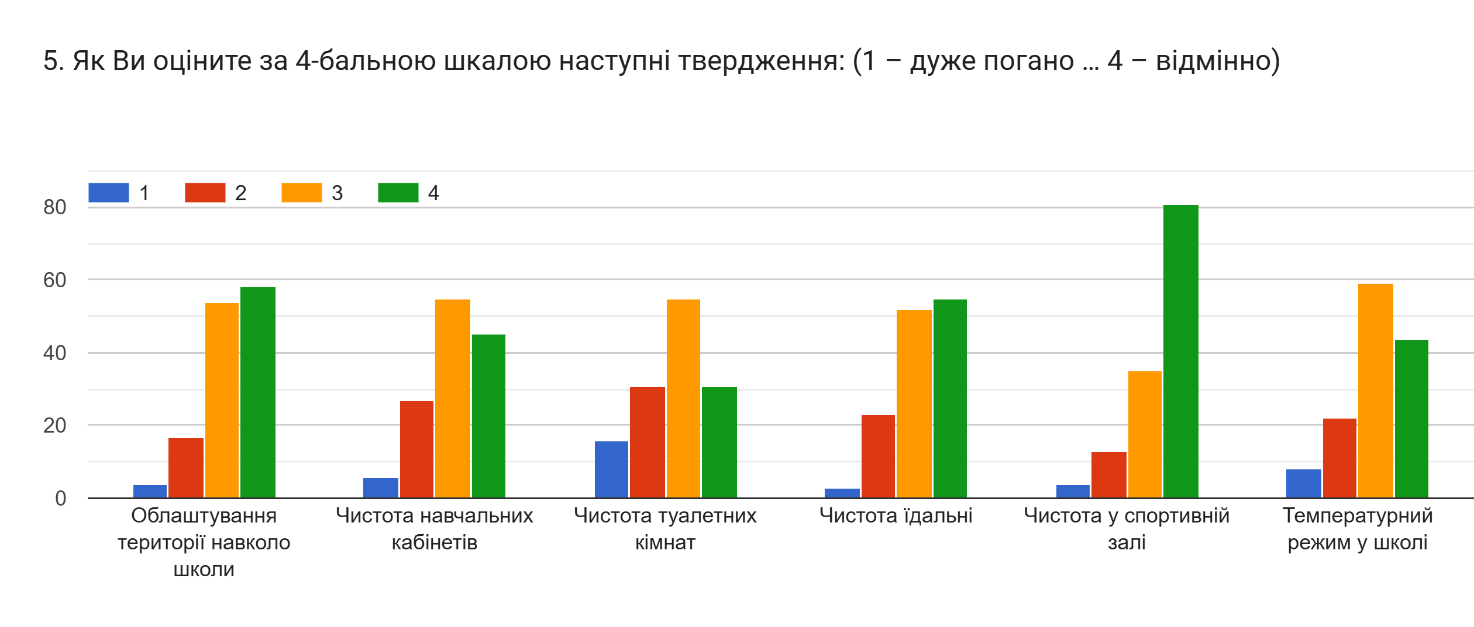 5. Як Ви оціните за 4-бальною шкалою наступні твердження: (1 – дуже погано ... 4 – відмінно)
1 2 3 4
80
60
40
20
0
Облаштування
території навколо
школи
Чистота навчальних
кабінетів
Чистота туалетних
кімнат
Чистота їдальні
Чистота у спортивній
залі
Температурний
режим у школі